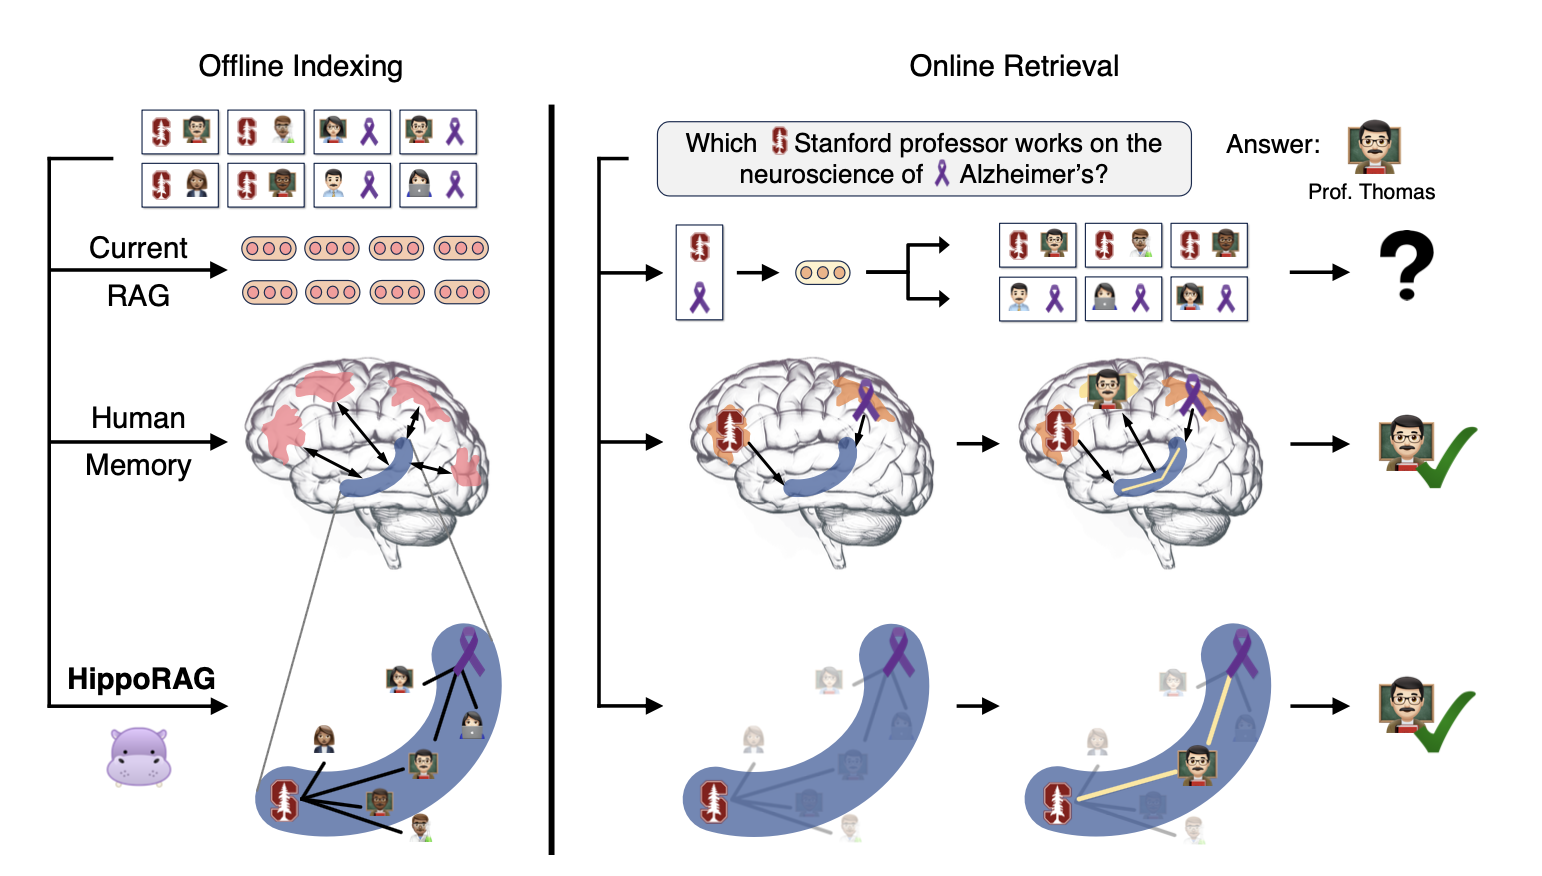 Offline Indexing
Online Retrieval
Which S Stanford professor works on the
neuroscience of Alzheimer's?
Answer:
Prof. Thomas
Current
RAG
?
Human
Memory
HippoRAG